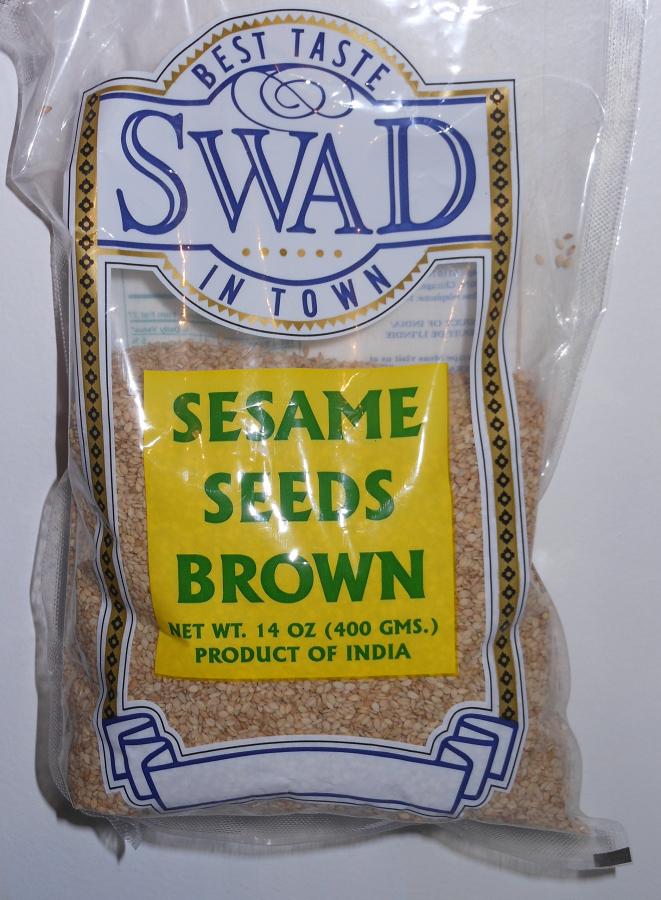 BEST TASTE
SWAD
IN TOWN
SESAME
SEEDS
BROWN
NET WT. 14 OZ (400 GMS.)
PRODUCT OF INDIA